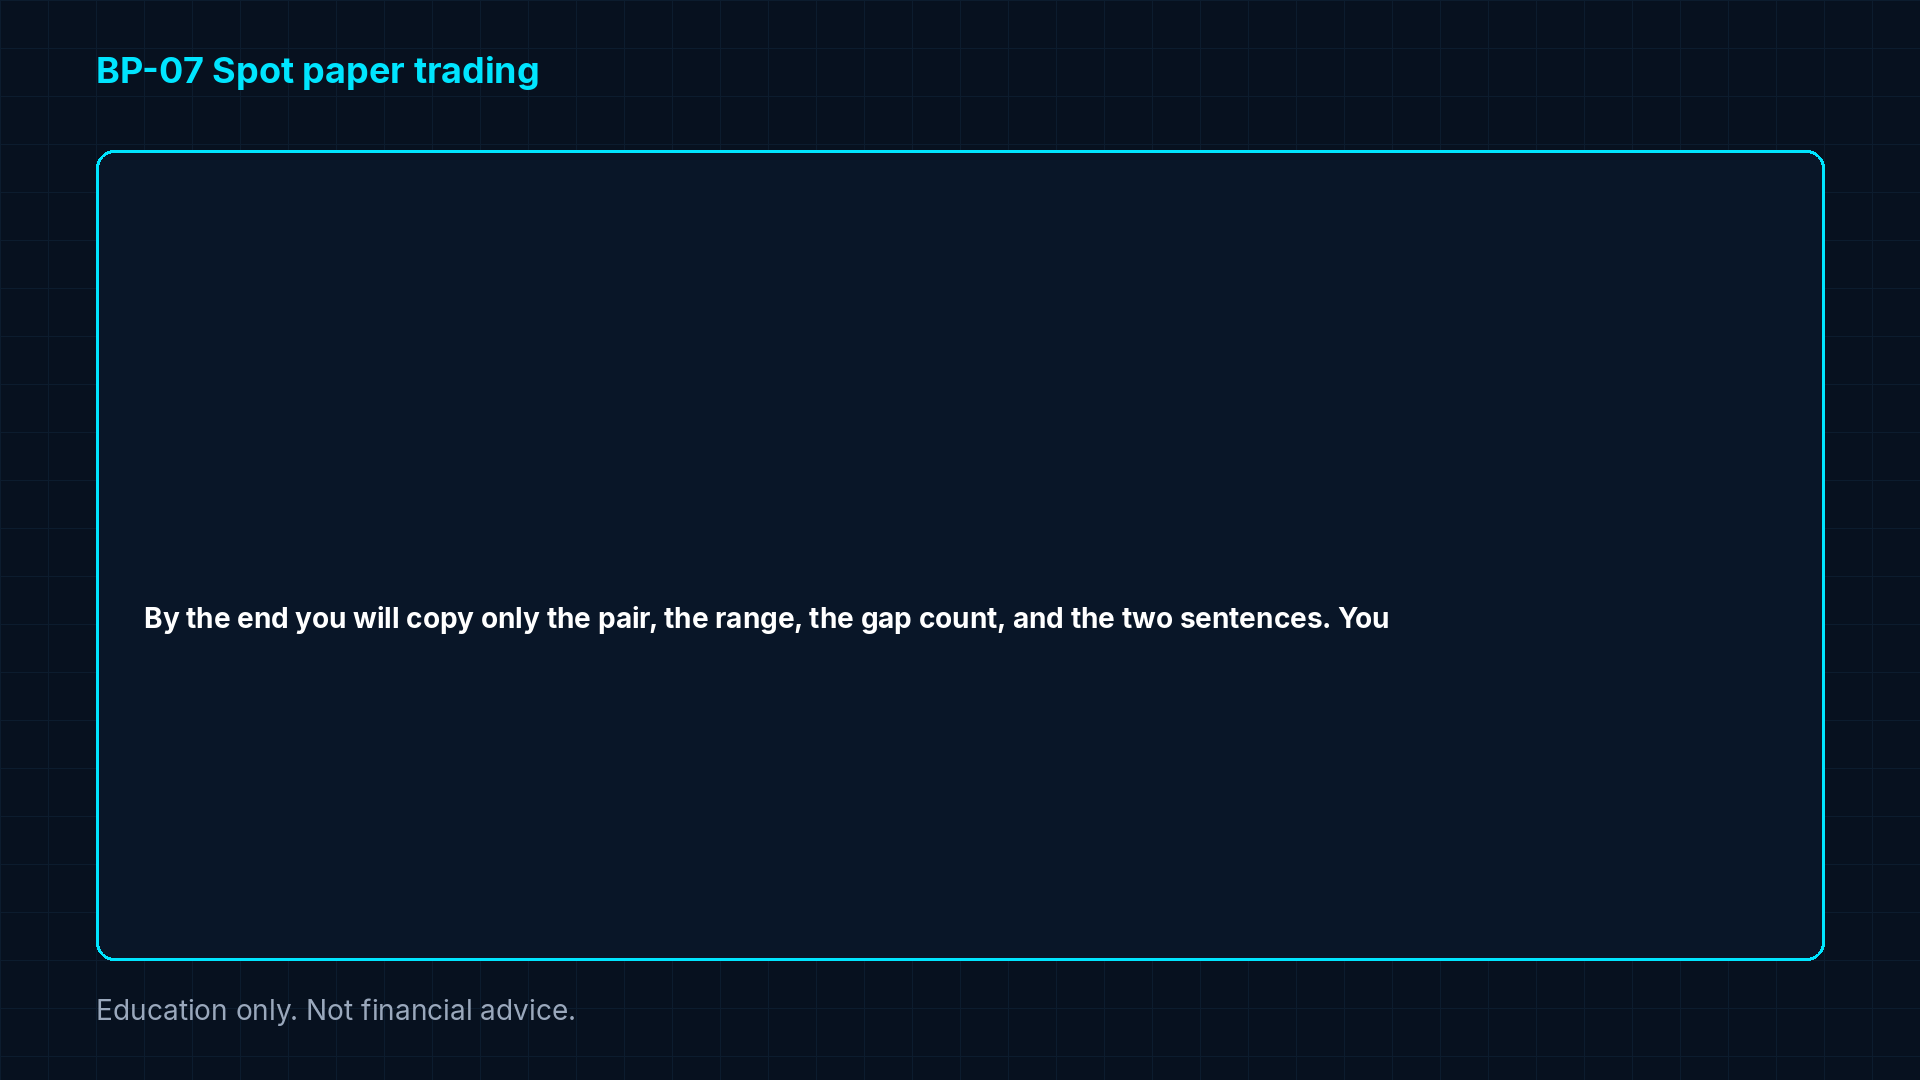 BP-07 Spot paper trading
By the end you will copy only the pair, the range, the gap count, and the two sentences. You
Education only. Not financial advice.